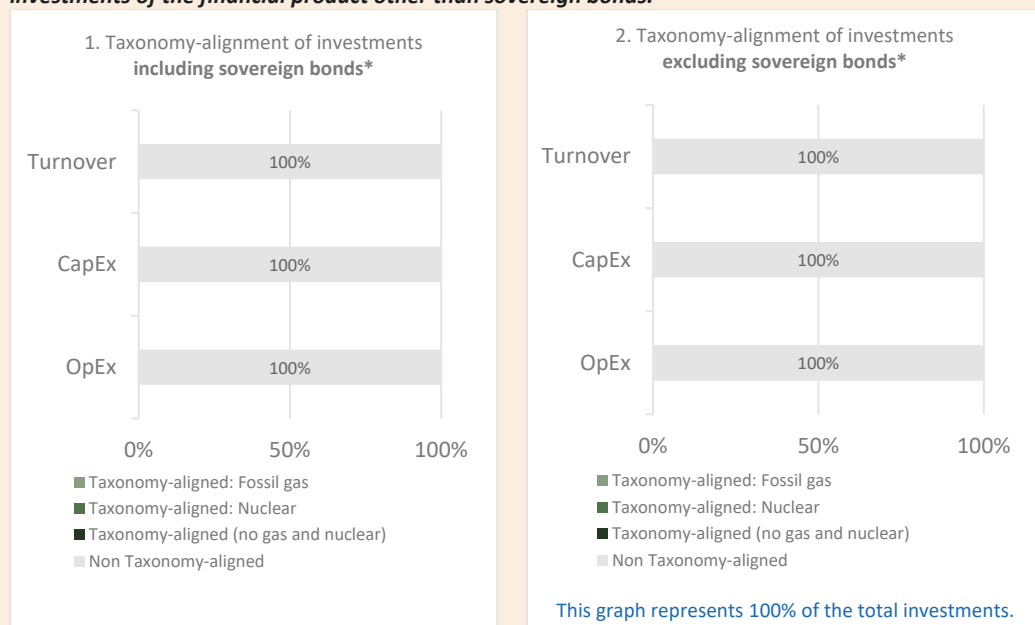 investments of the financial product other than sovereign bonds.
1. Taxonomy-alignment of investments
including sovereign bonds*
Turnover
100%
CapEx
100%
OpEx
100%
0%
50%
100%
Taxonomy-aligned: Fossil gas
Taxonomy-aligned: Nuclear
Taxonomy-aligned (no gas and nuclear)
Non Taxonomy-aligned
2. Taxonomy-alignment of investments
excluding sovereign bonds*
Turnover
100%
CapEx
100%
OpEx
100%
0%
50%
100%
Taxonomy-aligned: Fossil gas
Taxonomy-aligned: Nuclear
Taxonomy-aligned (no gas and nuclear)
Non Taxonomy-aligned
This graph represents 100% of the total investments.